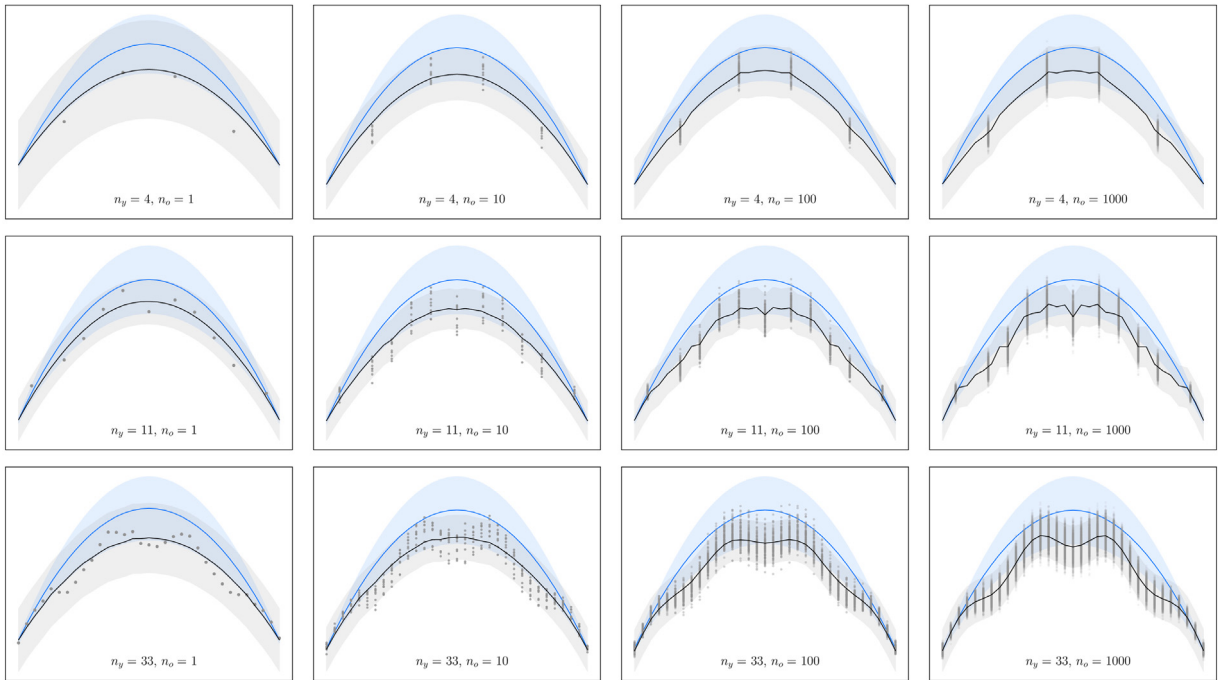 n_y = 4, n_o = 1
n_y = 4, n_o = 10
n_y = 4, n_o = 100
n_y = 4, n_o = 1000
n_y = 11, n_o = 1
n_y = 11, n_o = 10
n_y = 11, n_o = 100
n_y = 11, n_o = 1000
n_y = 33, n_o = 1
n_y = 33, n_o = 10
n_y = 33, n_o = 100
n_y = 33, n_o = 1000